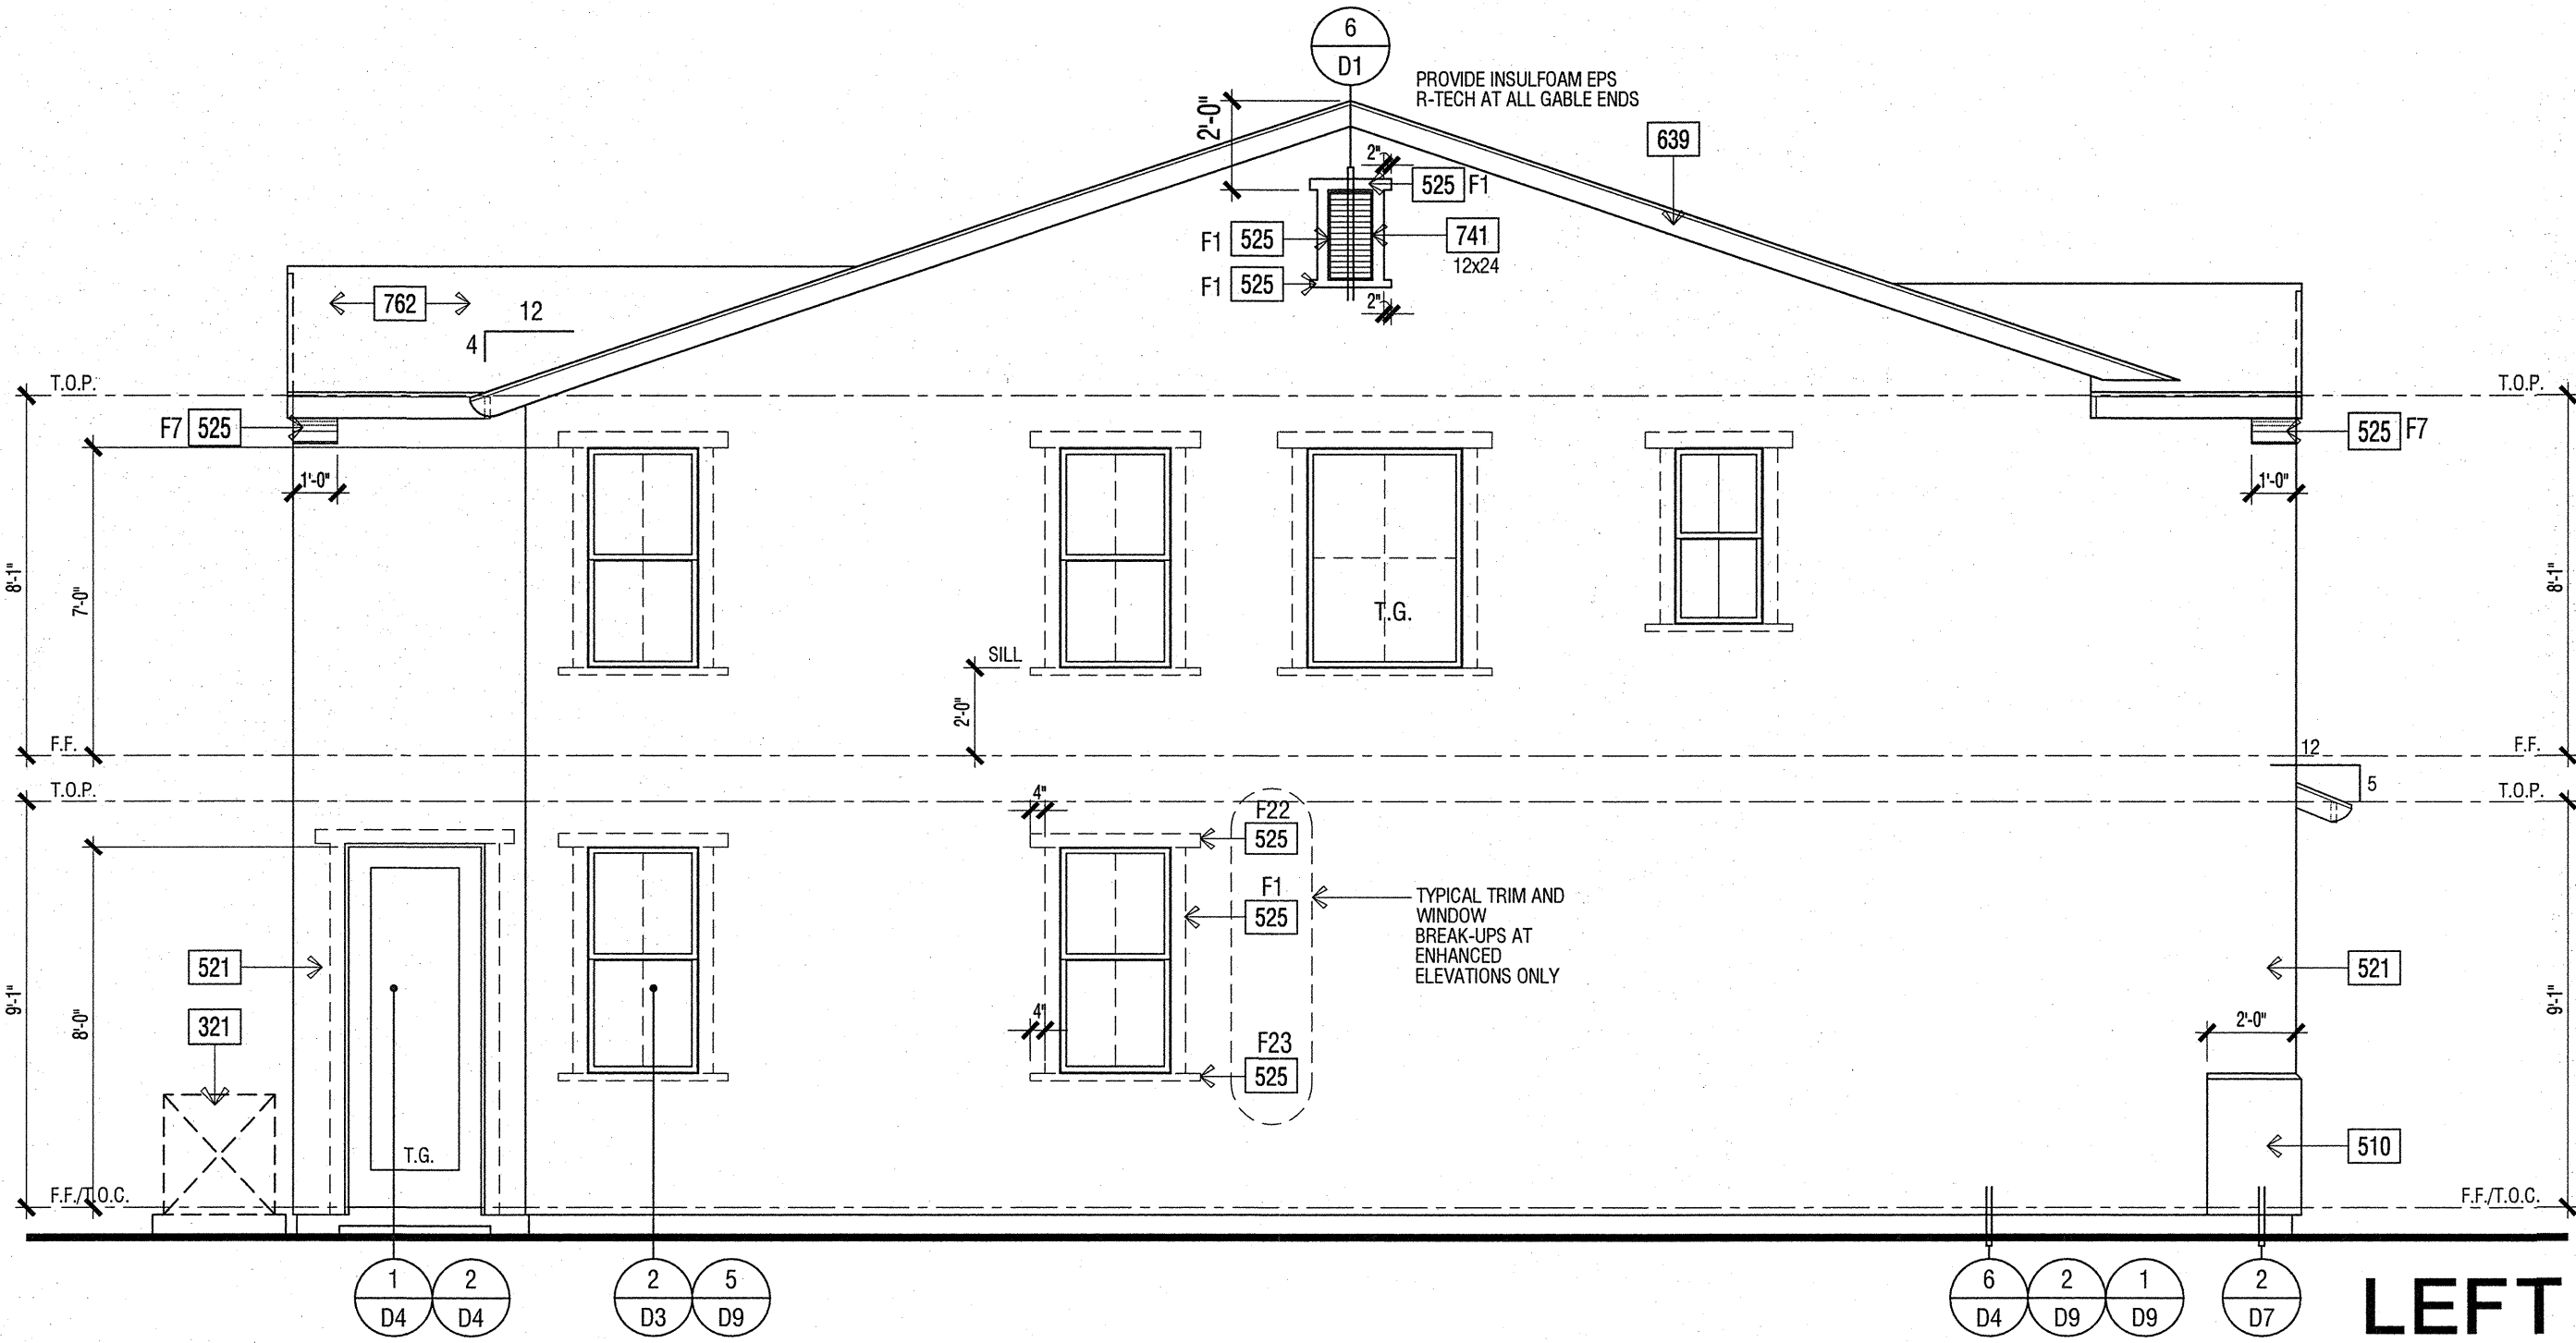 6
D1
PROVIDE INSULFOAM EPS
R-TECH AT ALL GABLE ENDS
2'-0"
639
2"
525 F1
F1 525
741
12x24
F1 525
2"
762
12
4
T.O.P.
T.O.P.
F7 525
525 F7
1'-0"
1'-0"
8'-1"
7'-0"
8'-1"
T.G.
SILL
2'-0"
F.F.
12
F.F.
5
T.O.P.
T.O.P.
4"
F22
525
F1
525
TYPICAL TRIM AND
WINDOW
BREAK-UPS AT
ENHANCED
ELEVATIONS ONLY
521
521
9'-1"
8'-0"
9'-1"
321
4"
2'-0"
F23
525
T.G.
510
F.F./T.O.C.
F.F./T.O.C.
1
D4
2
D4
2
D3
5
D9
6
D4
2
D9
1
D9
2
D7
LEFT